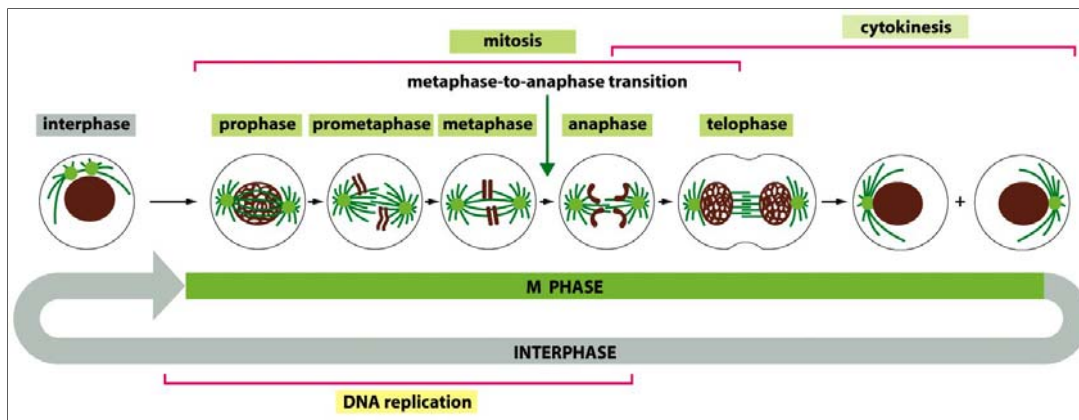 cytokinesis
mitosis
metaphase-to-anaphase transition
interphase
prophase
prometaphase
metaphase
anaphase
telophase
+
M PHASE
INTERPHASE
DNA replication